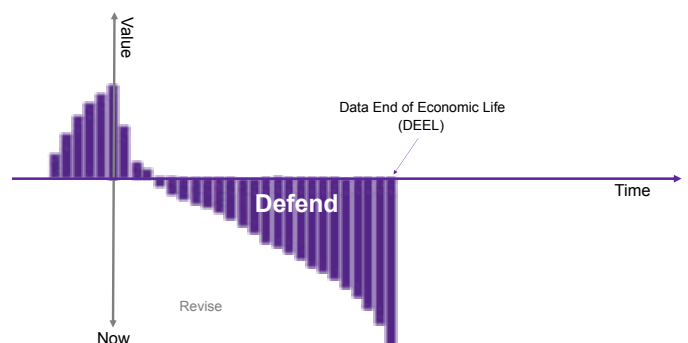 Value
Data End of Economic Life
(DEEL)
Time
Defend
Revise
Now